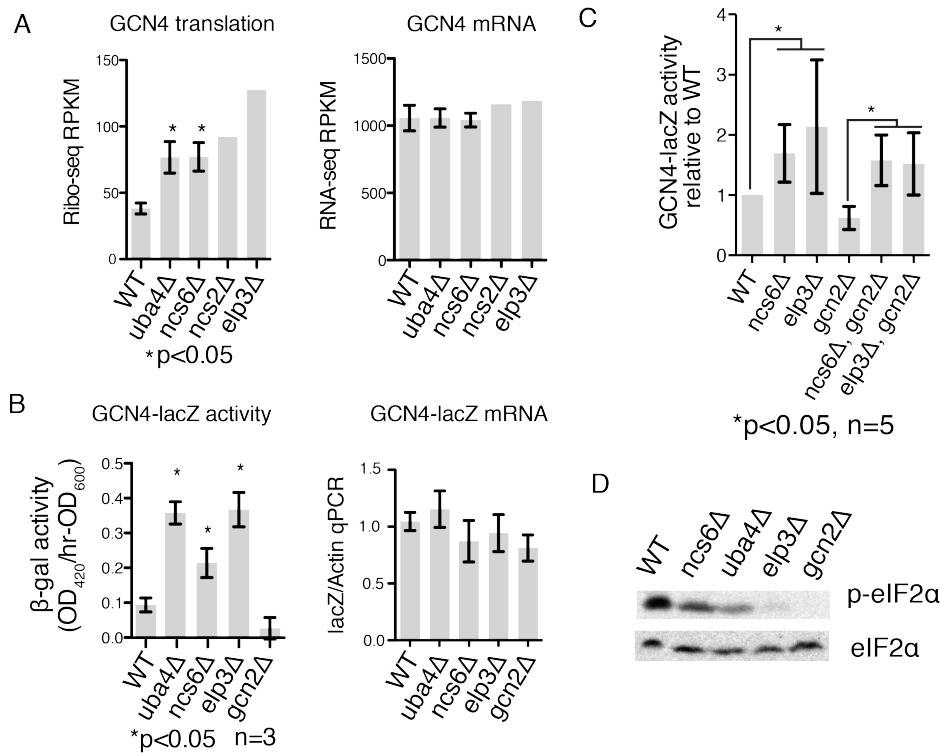 A
GCN4 translation
Ribo-seq RPKM
150
100
50
0
WT
uba4Δ
ncs6Δ
ncs2Δ
elp3Δ
* *
*p<0.05
GCN4 mRNA
RNA-seq RPKM
1500
1000
500
0
WT
uba4Δ
ncs6Δ
ncs2Δ
elp3Δ
B
GCN4-lacZ activity
β-gal activity
(OD420/hr-OD600)
0.5
0.4
0.3
0.2
0.1
0.0
* * *
WT
uba4Δ
ncs6Δ
elp3Δ
gcn2Δ
*p<0.05 n=3
GCN4-lacZ mRNA
lacZ/Actin qPCR
1.5
1.0
0.5
0.0
WT
uba4Δ
ncs6Δ
elp3Δ
gcn2Δ
C
GCN4-lacZ activity
relative to WT
4
3
2
1
0
* *
WT
ncs6Δ
elp3Δ
gcn2Δ
ncs6Δ, gcn2Δ
elp3Δ, gcn2Δ
*p<0.05, n=5
D
WT
ncs6Δ
uba4Δ
elp3Δ
gcn2Δ
p-eIF2α
eIF2α